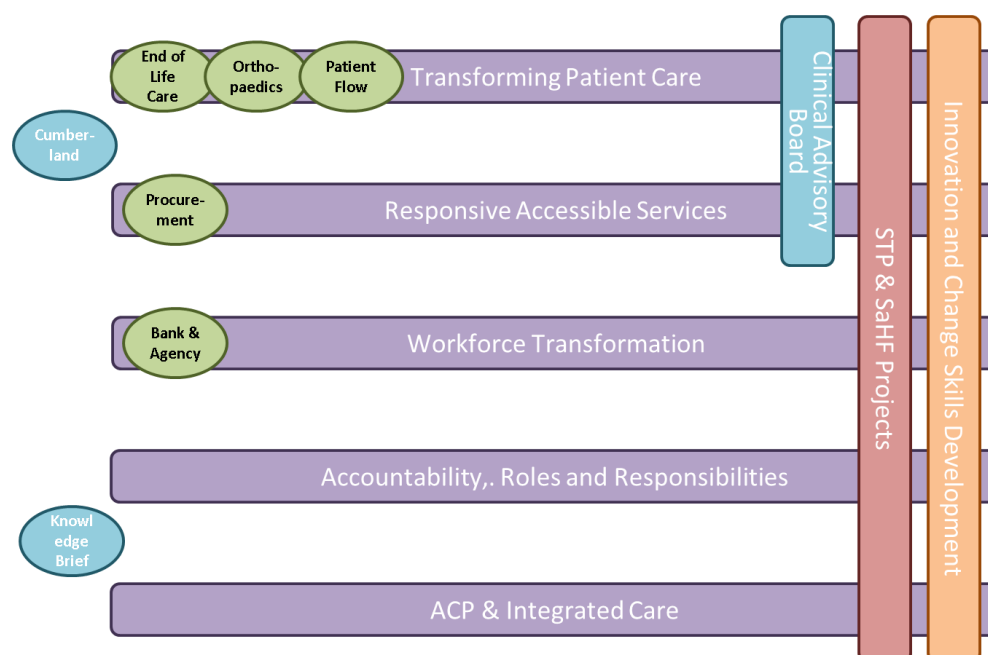 End of
Life
Care
Ortho-
paedics
Patient
Flow
Transforming Patient Care
Clinical Advisory
Board
Cumber-
land
Procure-
ment
Responsive Accessible Services
STP & SaHF Projects
Innovation and Change Skills Development
Bank &
Agency
Workforce Transformation
Accountability,. Roles and Responsibilities
Knowl
edge
Brief
ACP & Integrated Care